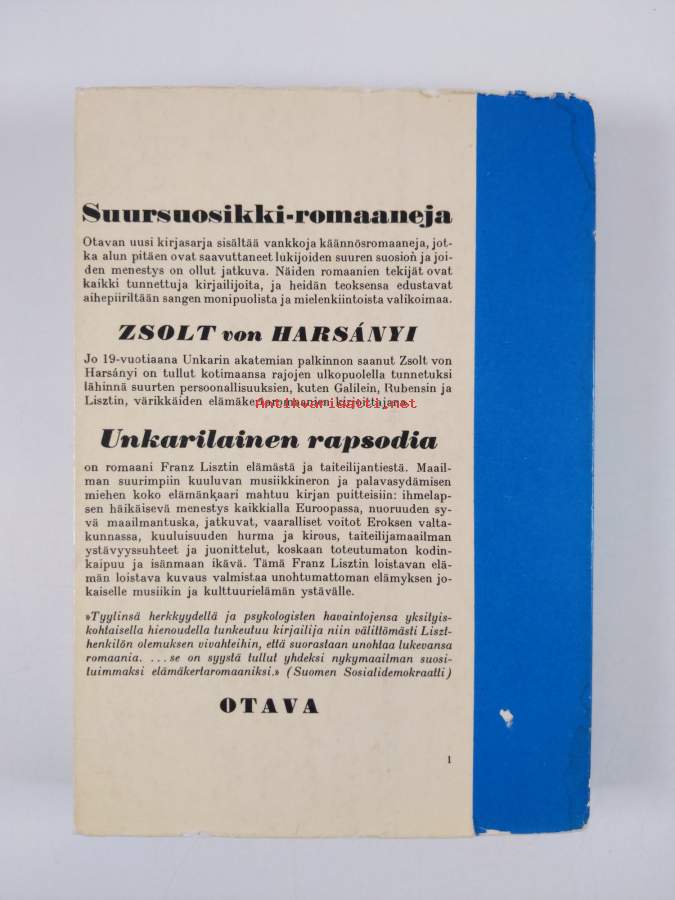 Suursuosikki-romaaneja
Otavan uusi kirjasarja sisältää vankkoja käännösromaaneja, jot-
ka alun pitäen ovat saavuttaneet lukijoiden suuren suosion ja joi-
den menestys on ollut jatkuva. Näiden romaanien tekijät ovat
kaikki tunnettuja kirjailijoita, ja heidän teoksensa edustavat
aihepiiriltään sangen monipuolista ja mielenkiintoista valikoimaa.
ZSOLT von HARSÁNYI
Jo 19-vuotiaana Unkarin akatemian palkinnon saanut Zsolt von
Harsányi on tullut kotimaansa rajojen ulkopuolella tunnetuksi
lähinnä suurten persoonallisuuksien, kuten Galilein, Rubensin ja
Lisztin, värikkäiden elämäkertaromaanien kirjoittajana.
Antikvariaatti.net
Unkarilainen rapsodia
on romaani Franz Lisztin elämästä ja taiteilijantiestä. Maail-
man suurimpiin kuuluvan musiikkineron ja palavasydämisen
miehen koko elämänkaari mahtuu kirjan puitteisiin: ihmelap-
sen häikäisevä menestys kaikkialla Euroopassa, nuoruuden sy-
vä maailmantuska, jatkuvat, vaaralliset voitot Eroksen valta-
kunnassa, kuuluisuuden hurma ja kirous, taiteilijamaailman
ystävyyssuhteet ja juonittelut, koskaan toteutumaton kodin-
kaipuu ja isänmaan ikävä. Tämä Franz Lisztin loistavan elä-
män loistava kuvaus valmistaa unohtumattoman elämyksen jo-
kaiselle musiikin ja kulttuurielämän ystävälle.
»Tyylinsä herkkyydellä ja psykologisten havaintojensa yksityis-
kohtaisella hienoudella tunkeutuu kirjailija niin välittömästi Liszt-
henkilön olemuksen vivahteihin, että suorastaan unohtaa lukevansa
romaania. ...se on syystä tullut yhdeksi nykymaailman suosi-
tuimmaksi elämäkertaromaaniksi.» (Suomen Sosialidemokraatti)
OTAVA
1